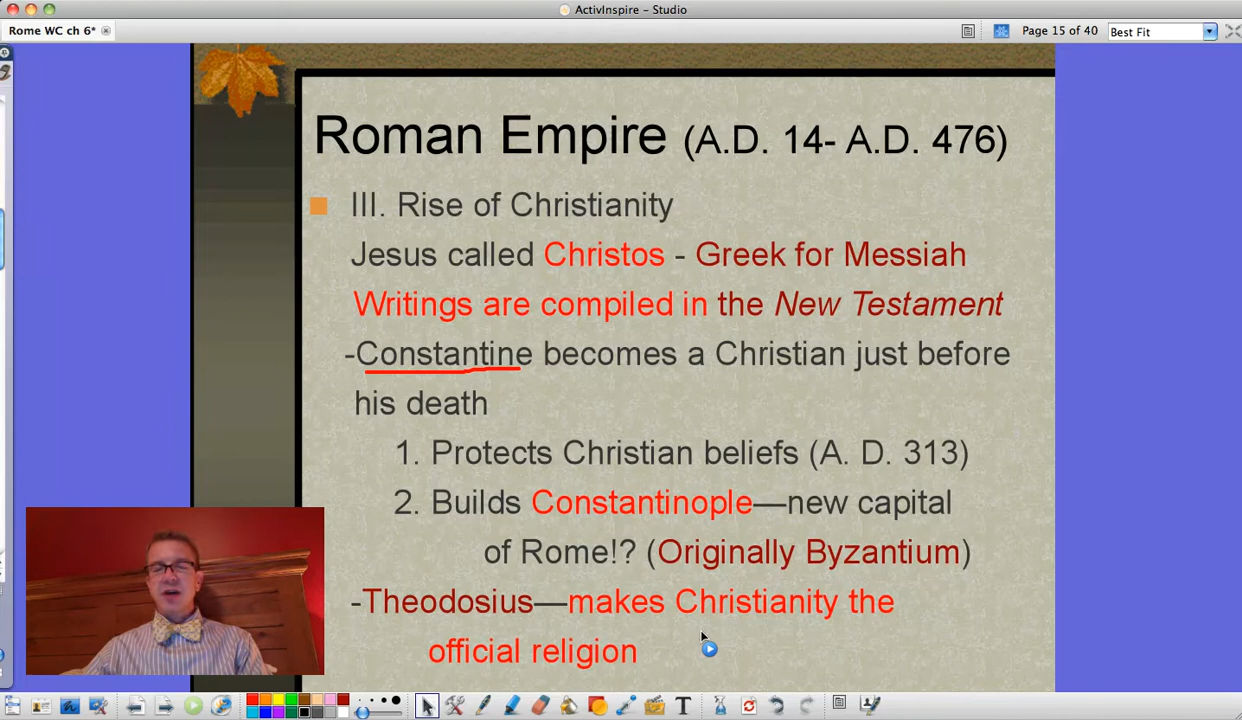 ActivInspire - Studio
Rome WC ch 6*
Page 15 of 40
Best Fit
Roman Empire (A.D. 14- A.D. 476)
III. Rise of Christianity
Jesus called Christos - Greek for Messiah
Writings are compiled in the New Testament
-Constantine becomes a Christian just before
his death
1. Protects Christian beliefs (A. D. 313)
2. Builds Constantinople—new capital
of Rome!? (Originally Byzantium)
-Theodosius—makes Christianity the
official religion
T